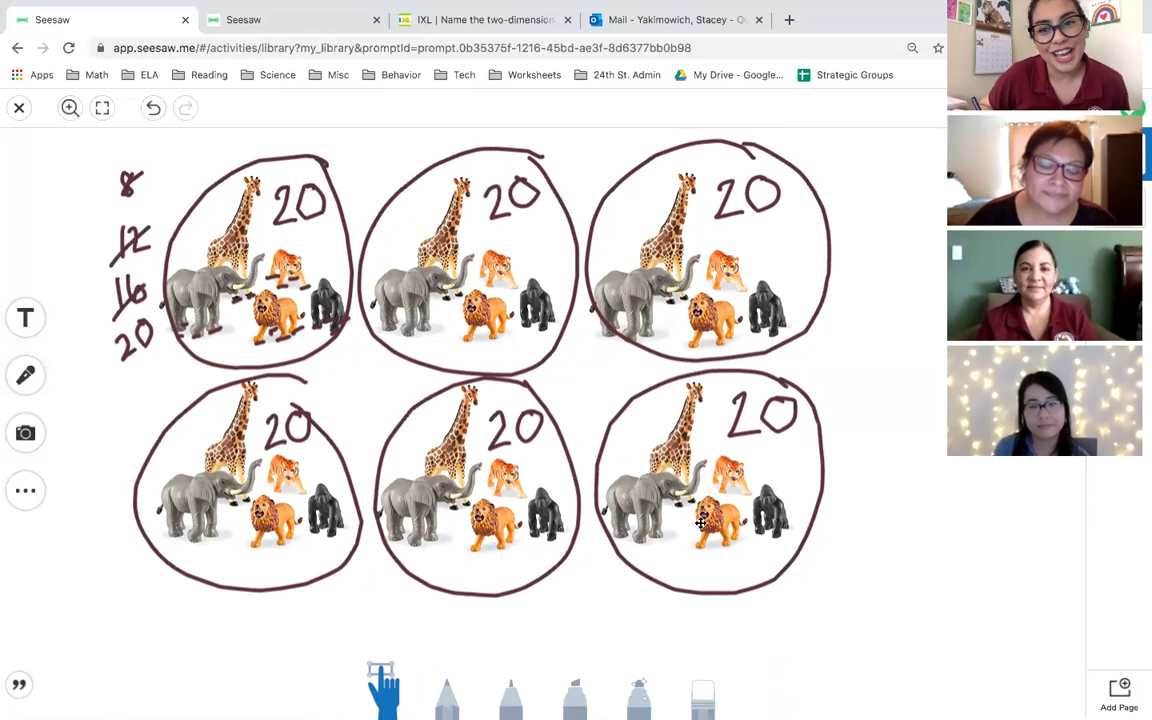 Seesaw
Seesaw
IXL | Name the two-dimension
Mail - Yakimowich, Stacey - Ou
app.seesaw.me/#/activities/library?my_library&promptId=prompt.0b35375f-1216-45bd-ae3f-8d6377bb0b98
Apps Math ELA Reading Science Misc Behavior Tech Worksheets 24th St. Admin My Drive - Google... Strategic Groups
8
12
16
20
20 20 20
20 20 20
T
Add Page